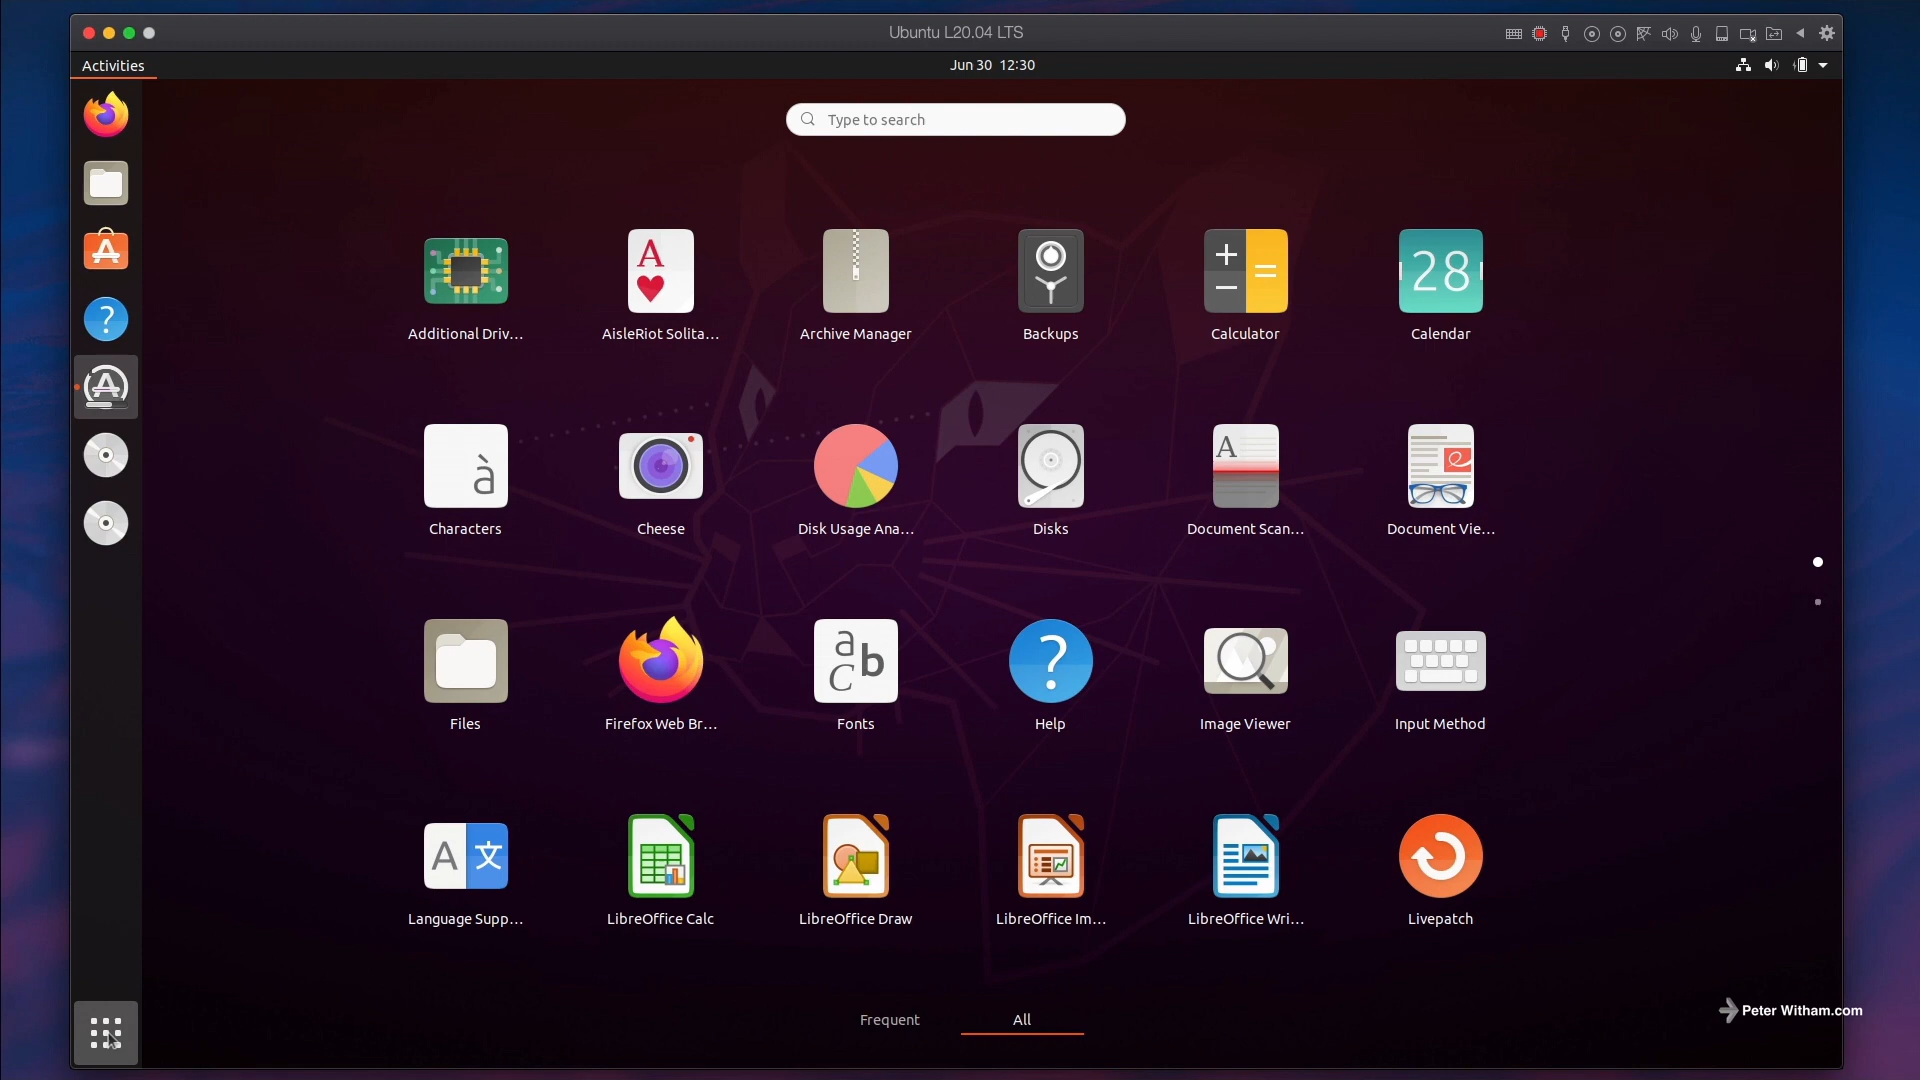 Ubuntu L20.04 LTS
Activities
Jun 30 12:30
Type to search
Additional Driv...
AisleRiot Solita...
Archive Manager
Backups
Calculator
28
Calendar
à
Characters
Cheese
Disk Usage Ana...
Disks
A
Document Scan...
Document Vie...
Files
Firefox Web Br...
a b C
Fonts
?
Help
Image Viewer
Input Method
A 文
Language Supp...
LibreOffice Calc
LibreOffice Draw
LibreOffice Im...
LibreOffice Wri...
Livepatch
Frequent
All
Peter Witham.com